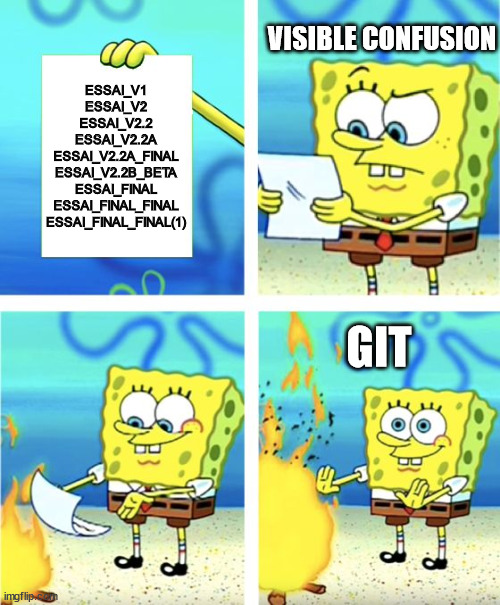 ESSAI_V1
ESSAI_V2
ESSAI_V2.2
ESSAI_V2.2A
ESSAI_V2.2A_FINAL
ESSAI_V2.2B_BETA
ESSAI_FINAL
ESSAI_FINAL_FINAL
ESSAI_FINAL_FINAL(1)
VISIBLE CONFUSION
GIT
imgflip.com